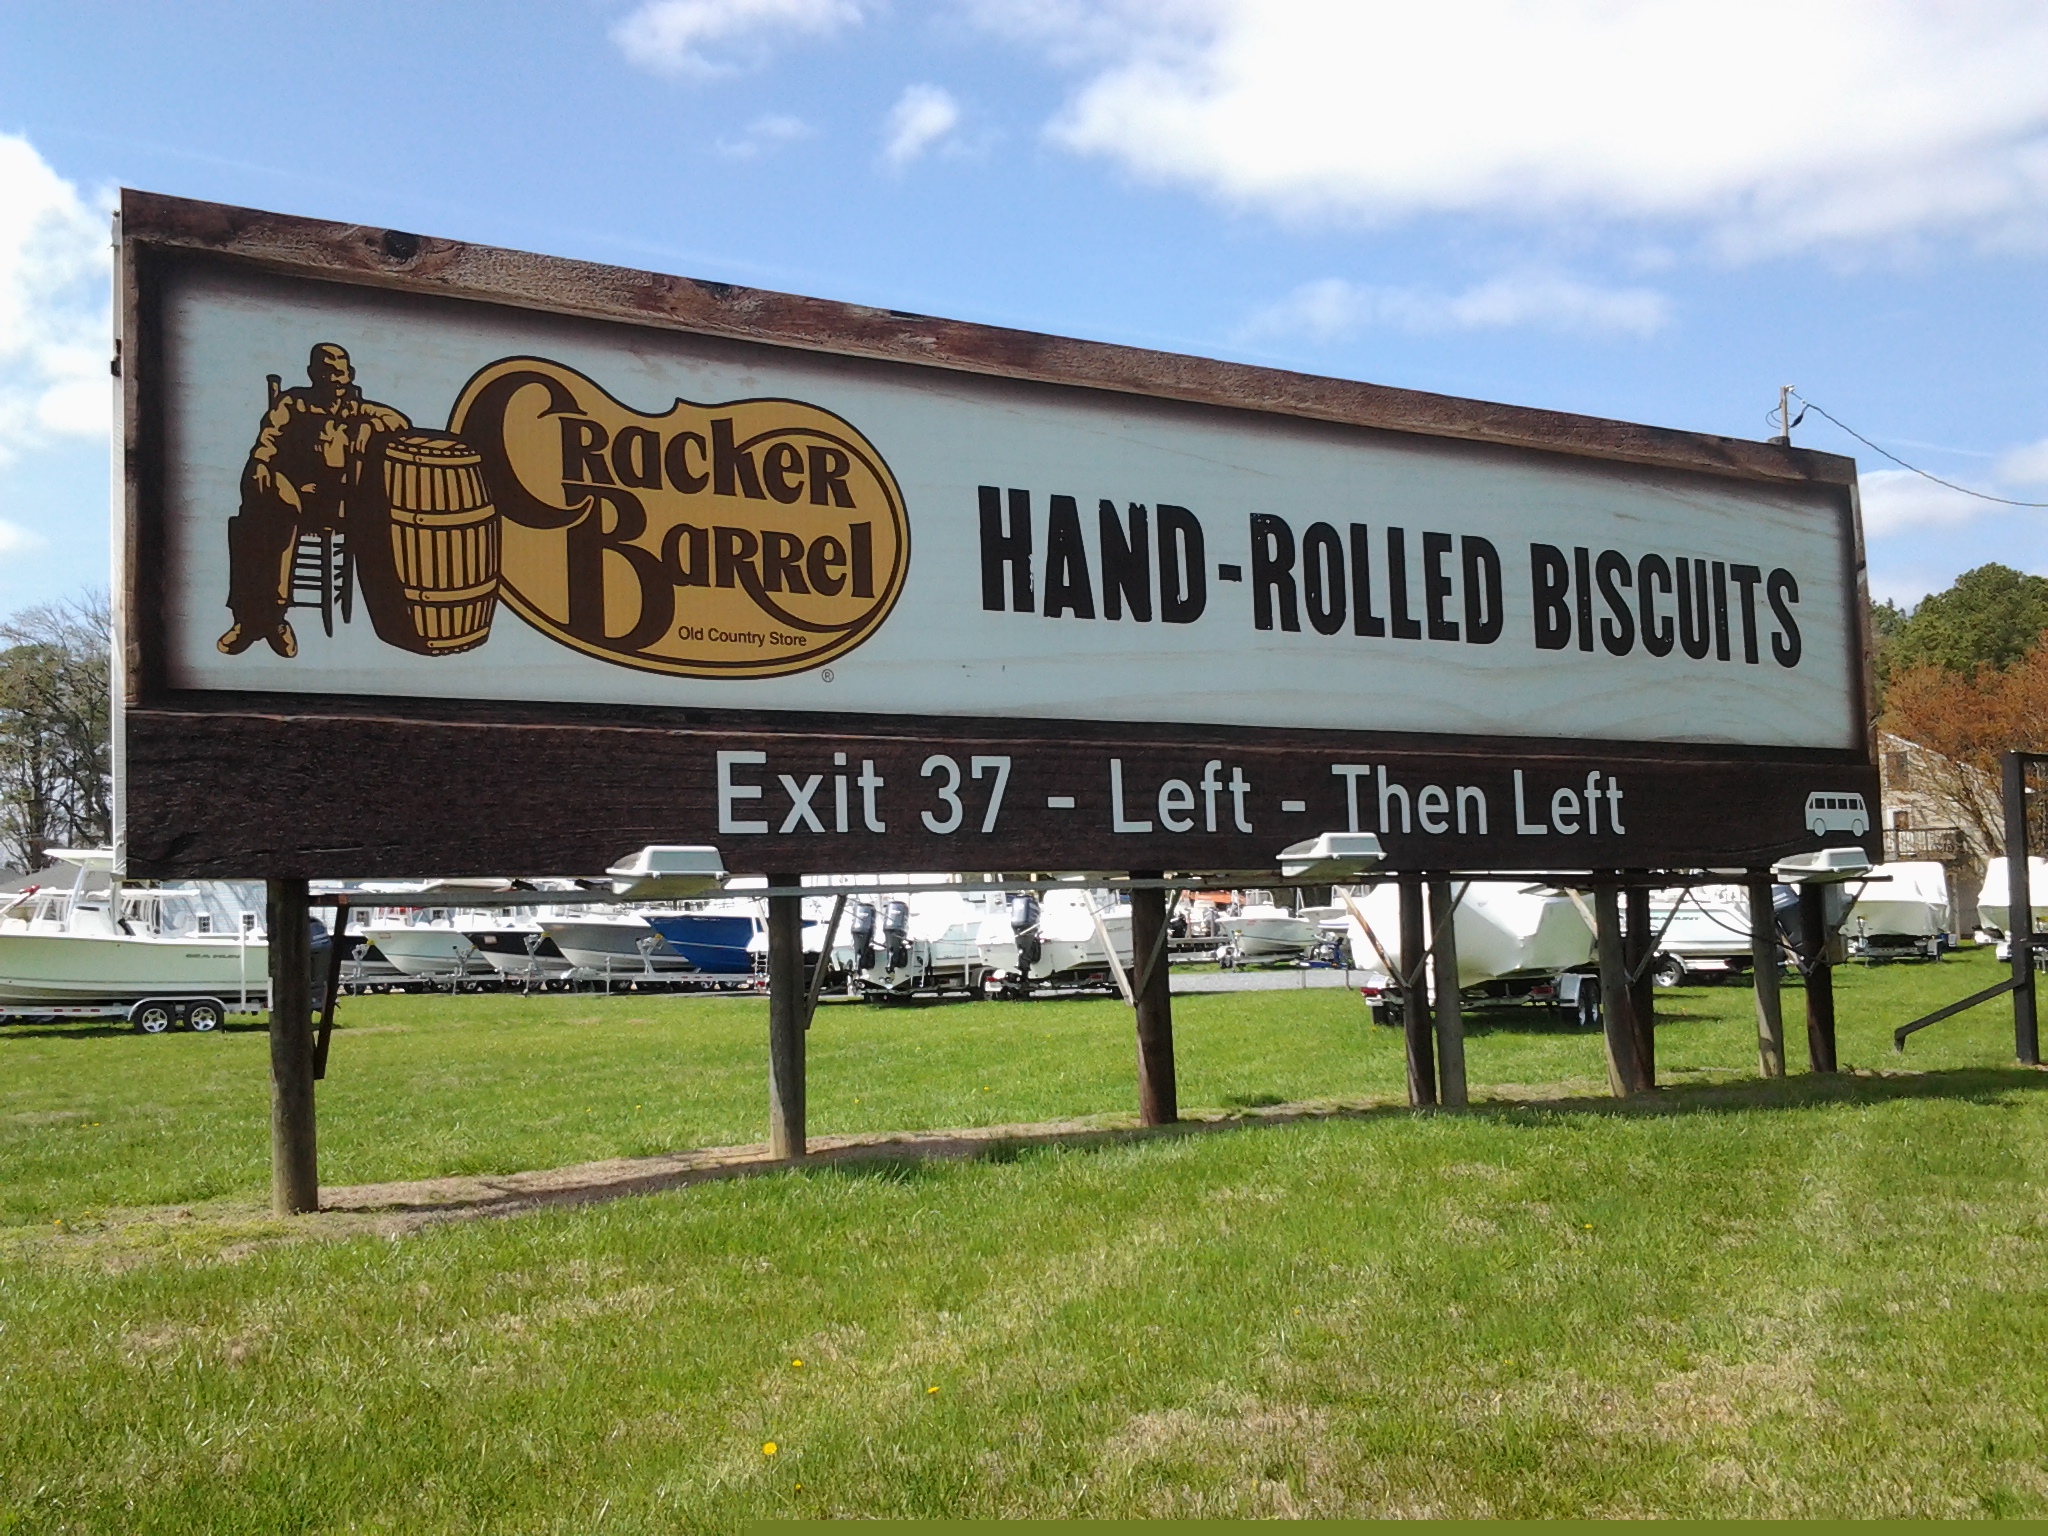 Cracker
Barrel
Old Country Store
®
HAND-ROLLED BISCUITS
Exit 37 - Left - Then Left